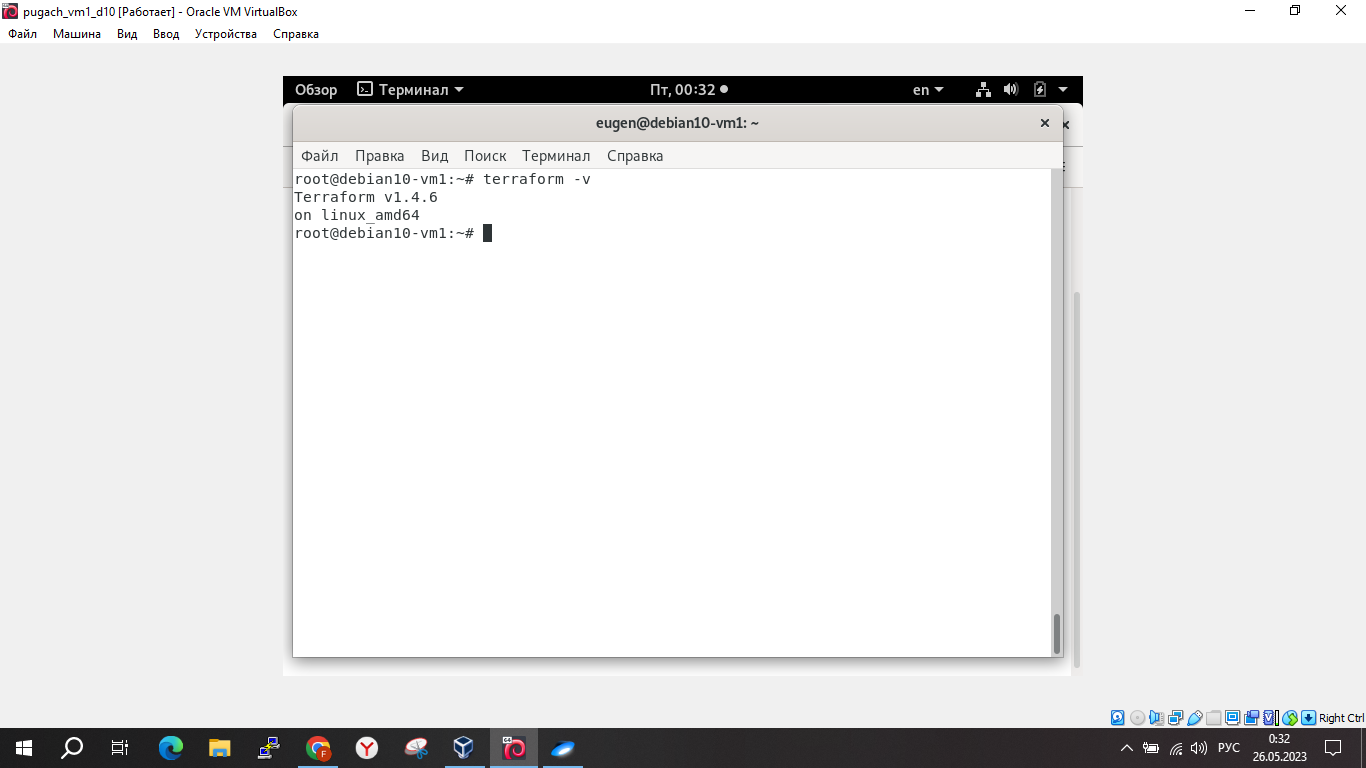 pugach_vm1_d10 [Работает] - Oracle VM VirtualBox
Файл Машина Вид Ввод Устройства Справка
Обзор Терминал Пт, 00:32 en
eugen@debian10-vm1: ~
Файл Правка Вид Поиск Терминал Справка
root@debian10-vm1:~# terraform -v
Terraform v1.4.6
on linux_amd64
root@debian10-vm1:~#
Right Ctrl
РУС
0:32
26.05.2023